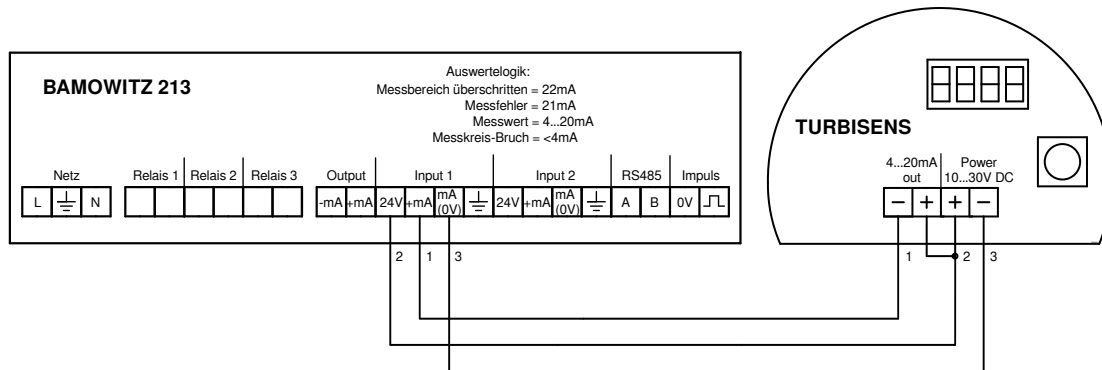 BAMOWITZ 213
Auswertelogik:
Messbereich überschritten = 22mA
Messfehler = 21mA
Messwert = 4...20mA
Messkreis-Bruch = <4mA
Netz Relais 1 Relais 2 Relais 3 Output Input 1 Input 2 RS485 Impuls
L N -mA +mA 24V +mA mA (0V) 24V +mA mA (0V) A B 0V
2 1 3
TURBISENS
4...20mA out
Power 10...30V DC
− + + −
1 2 3